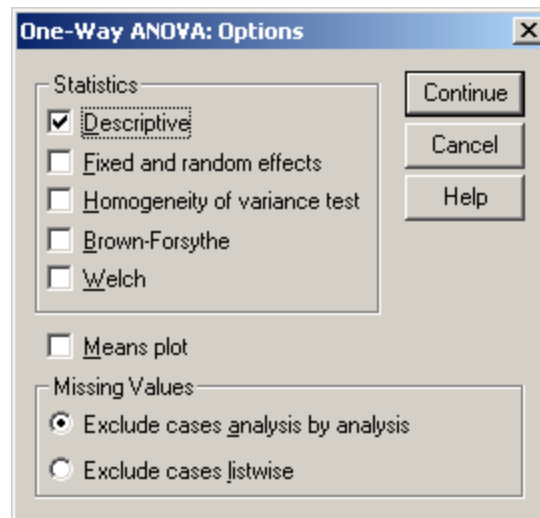 One-Way ANOVA: Options
Statistics
Descriptive
Fixed and random effects
Homogeneity of variance test
Brown-Forsythe
Welch
Continue
Cancel
Help
Means plot
Missing Values
Exclude cases analysis by analysis
Exclude cases listwise